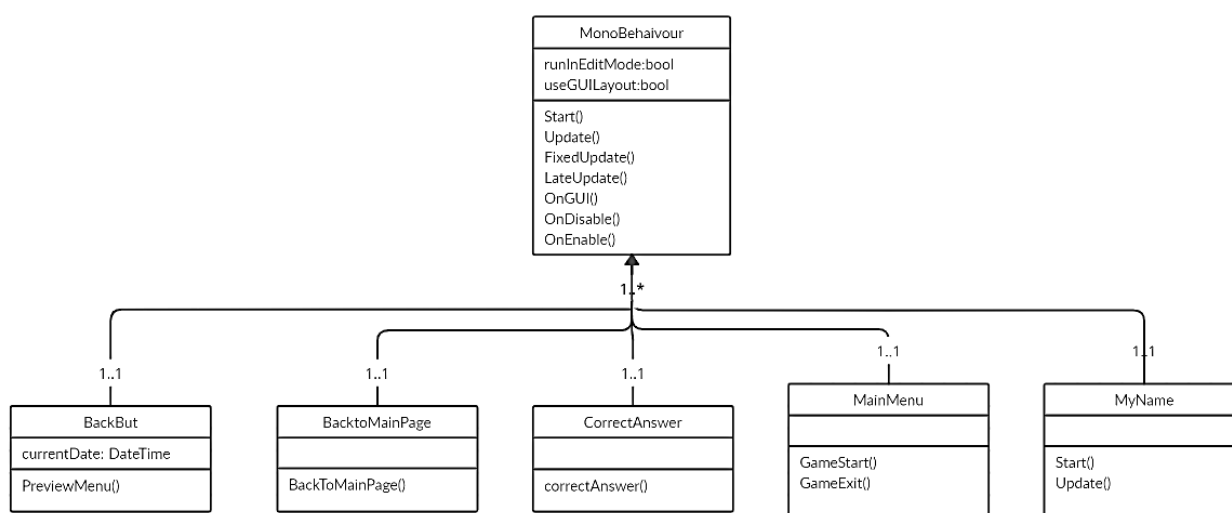 MonoBehaivour
runInEditMode:bool
useGUILayout:bool
Start()
Update()
FixedUpdate()
LateUpdate()
OnGUI()
OnDisable()
OnEnable()
1..*
1..1
1..1
1..1
1..1
1..1
BackBut
currentDate: DateTime
PreviewMenu()
BacktoMainPage
BackToMainPage()
CorrectAnswer
correctAnswer()
MainMenu
GameStart()
GameExit()
MyName
Start()
Update()